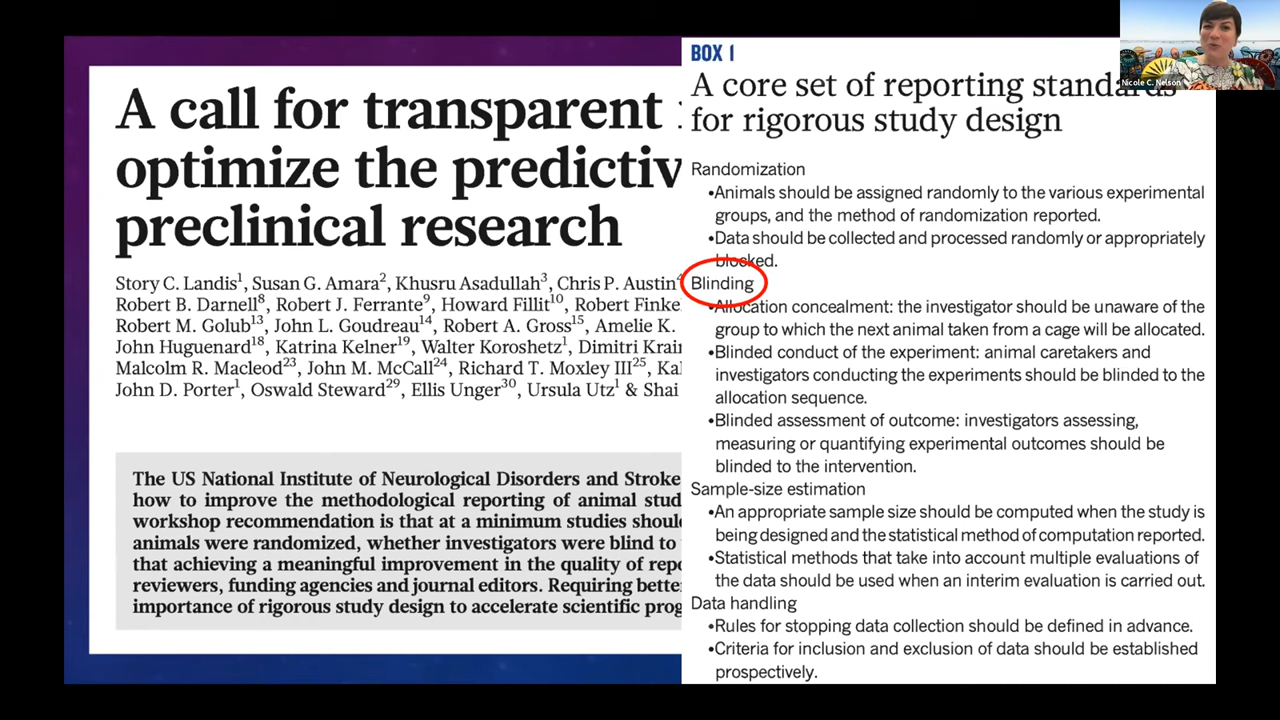 A call for transparent
optimize the predictiv
preclinical research
Story C. Landis1, Susan G. Amara2, Khusru Asadullah3, Chris P. Austin4
Robert B. Darnell8, Robert J. Ferrante9, Howard Fillit10, Robert Finke
Robert M. Golub13, John L. Goudreau14, Robert A. Gross15, Amelie K.
John Huguenard18, Katrina Kelner19, Walter Koroshetz1, Dimitri Krai
Malcolm R. Macleod23, John M. McCall24, Richard T. Moxley III25, Ka
John D. Porter1, Oswald Steward29, Ellis Unger30, Ursula Utz1 & Shai
The US National Institute of Neurological Disorders and Stroke
how to improve the methodological reporting of animal stud
workshop recommendation is that at a minimum studies shoul
animals were randomized, whether investigators were blind to
that achieving a meaningful improvement in the quality of repo
reviewers, funding agencies and journal editors. Requiring bette
importance of rigorous study design to accelerate scientific prog
BOX 1
A core set of reporting standards
for rigorous study design
Randomization
•Animals should be assigned randomly to the various experimental
groups, and the method of randomization reported.
•Data should be collected and processed randomly or appropriately
blocked.
Blinding
•Allocation concealment: the investigator should be unaware of the
group to which the next animal taken from a cage will be allocated.
•Blinded conduct of the experiment: animal caretakers and
investigators conducting the experiments should be blinded to the
allocation sequence.
•Blinded assessment of outcome: investigators assessing,
measuring or quantifying experimental outcomes should be
blinded to the intervention.
Sample-size estimation
•An appropriate sample size should be computed when the study is
being designed and the statistical method of computation reported.
•Statistical methods that take into account multiple evaluations of
the data should be used when an interim evaluation is carried out.
Data handling
•Rules for stopping data collection should be defined in advance.
•Criteria for inclusion and exclusion of data should be established
prospectively.
Nicole C. Nelson